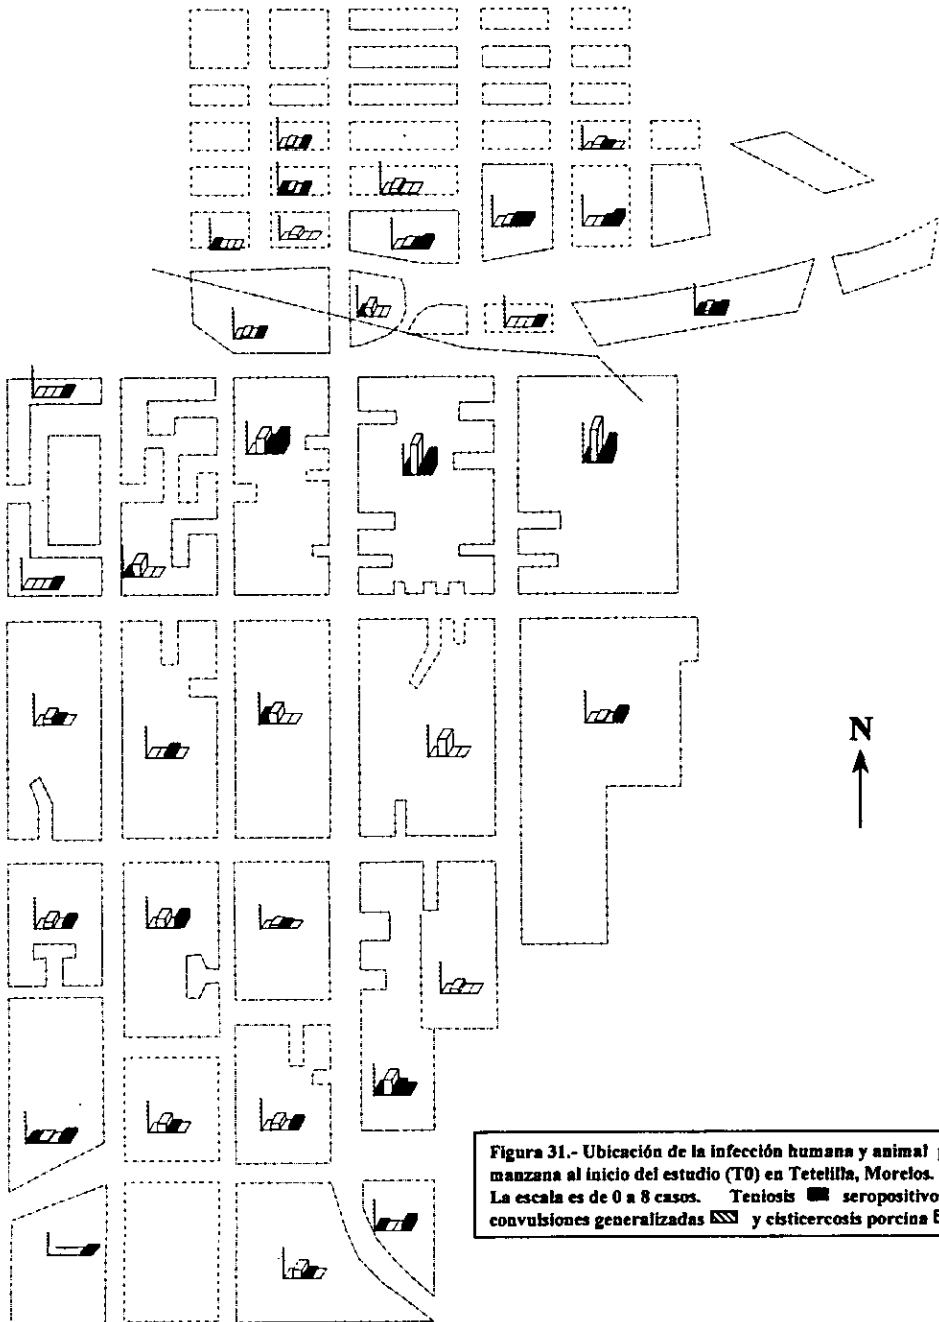 N
Figura 31.- Ubicación de la infección humana y animal
manzana al inicio del estudio (T0) en Tetelilla, Morelos.
La escala es de 0 a 8 casos. Teniosis seropositivo
convulsiones generalizadas y cisticercosis porcina